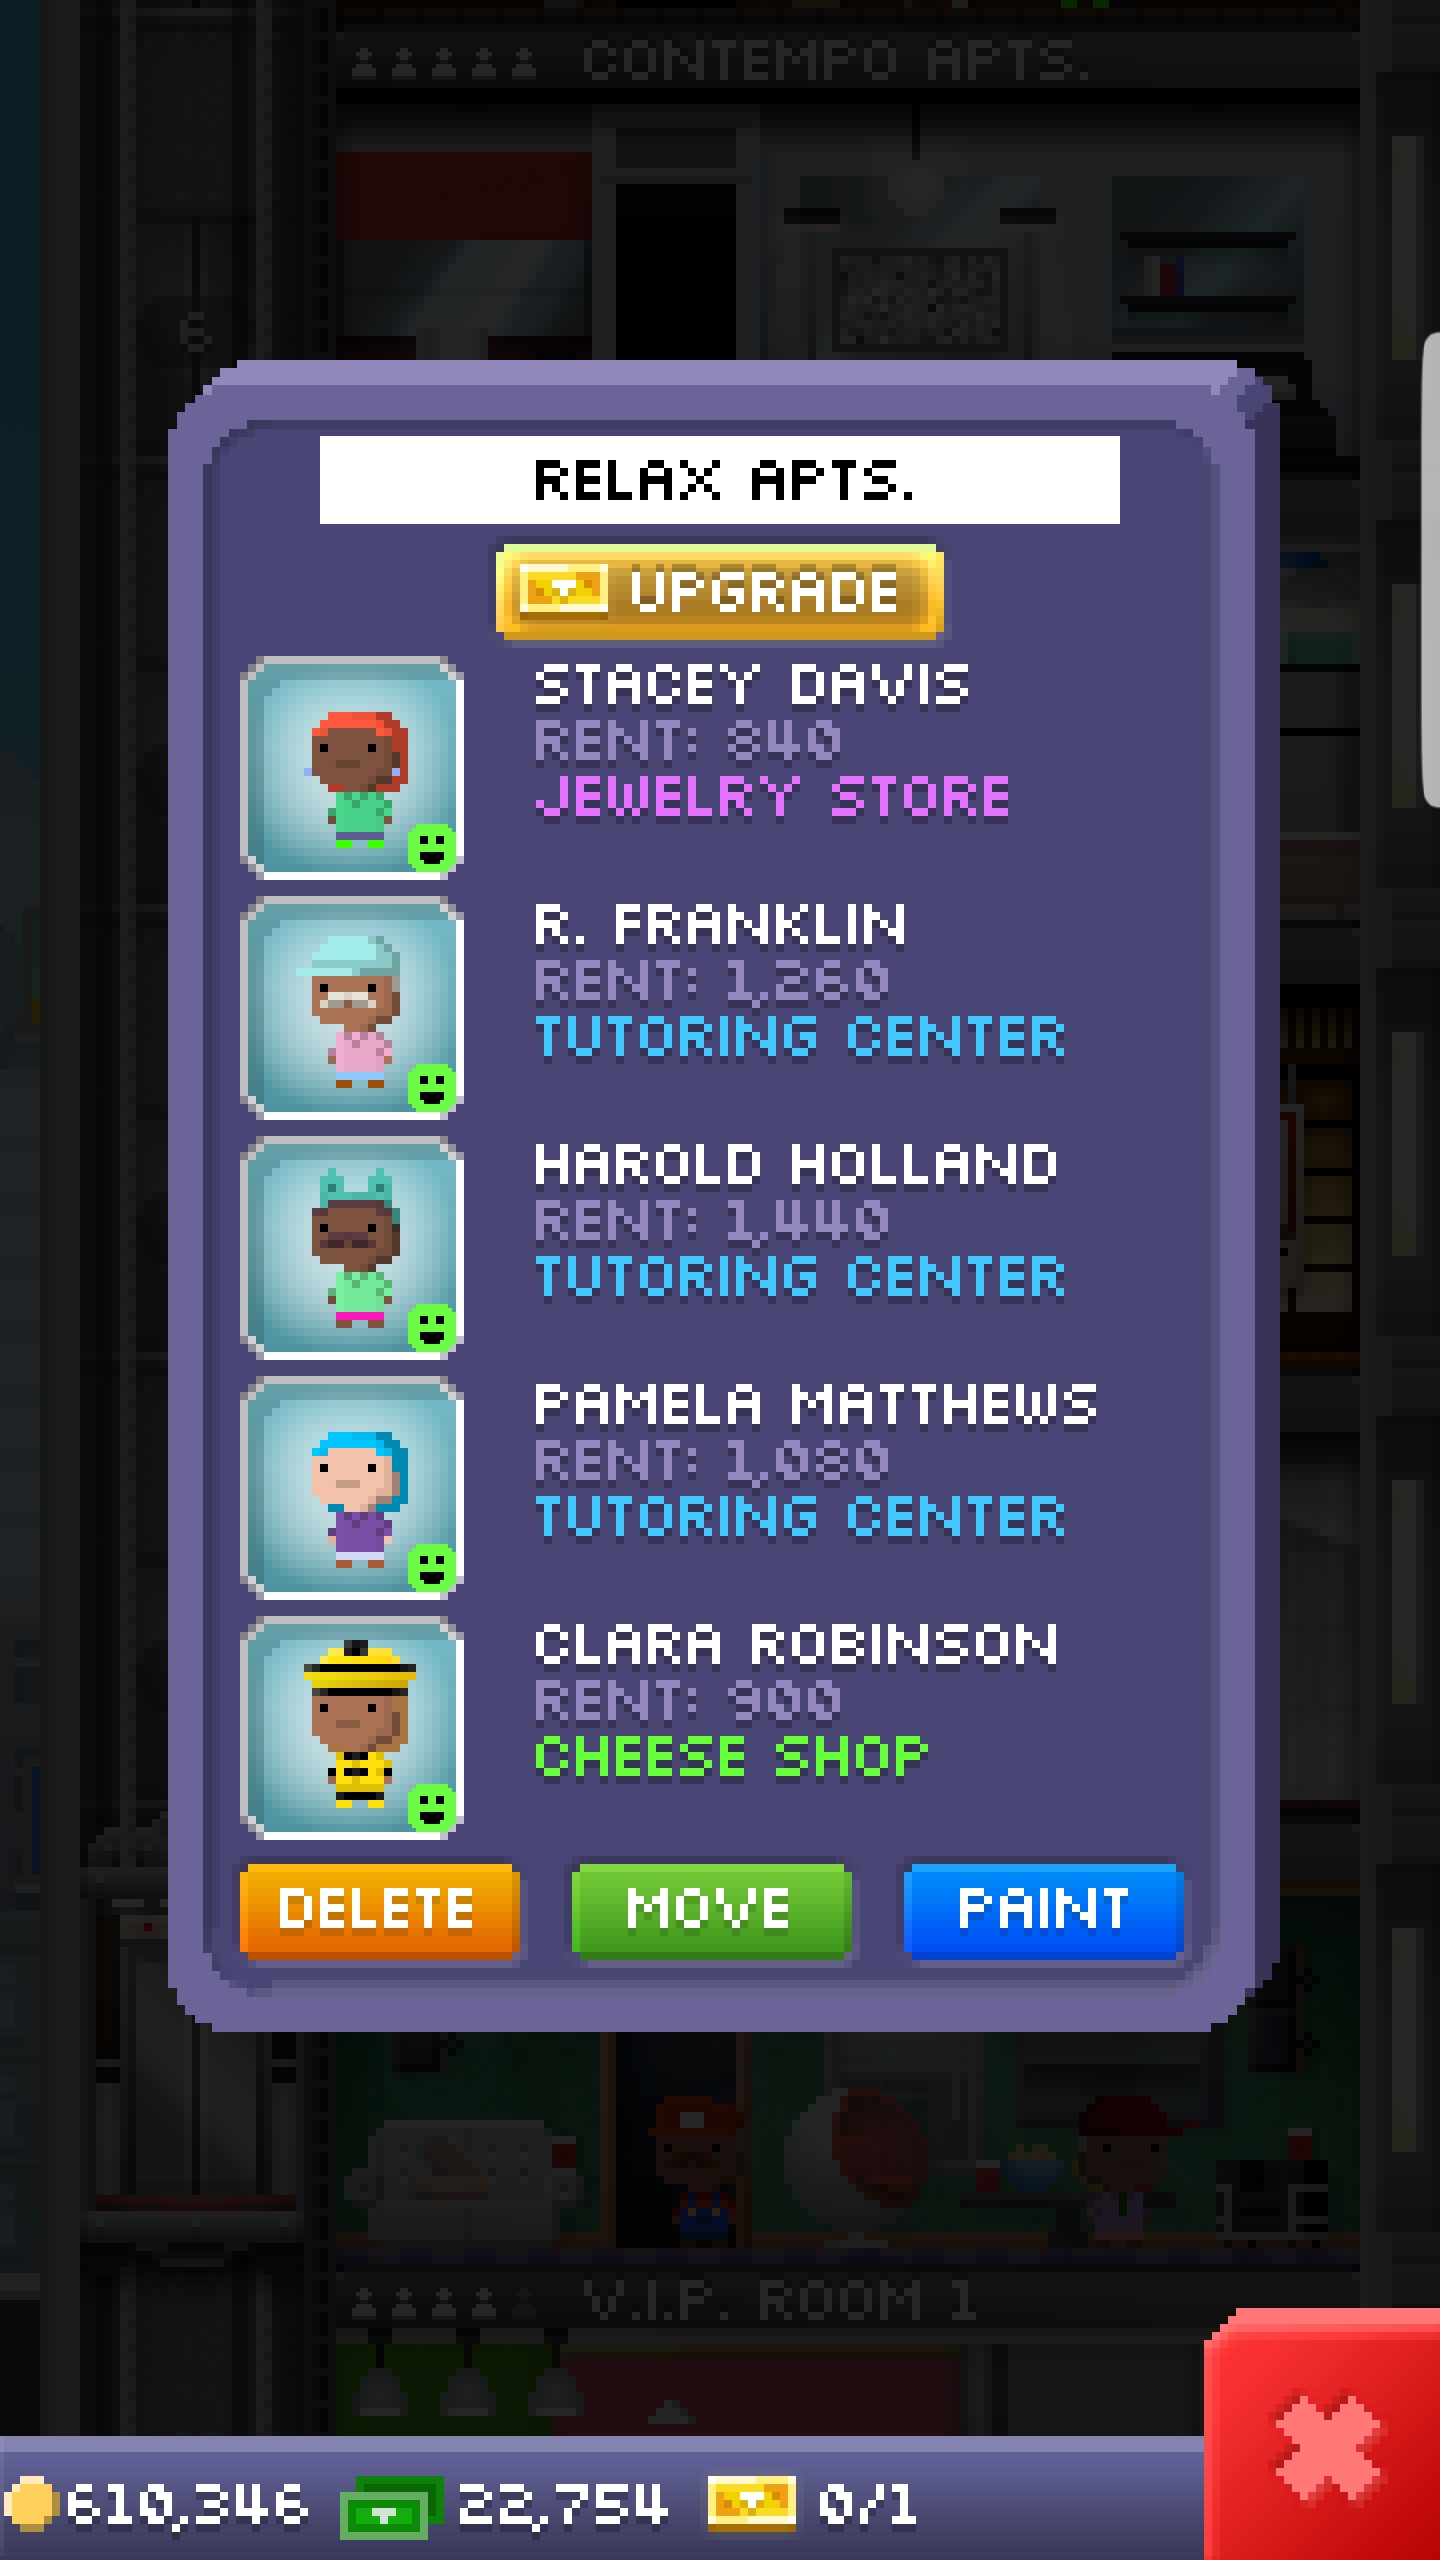 CONTEMPO APTS.
6
RELAX APTS.
UPGRADE
STACEY DAVIS
RENT: 840
JEWELRY STORE
R. FRANKLIN
RENT: 1,260
TUTORING CENTER
HAROLD HOLLAND
RENT: 1,440
TUTORING CENTER
PAMELA MATTHEWS
RENT: 1,080
TUTORING CENTER
CLARA ROBINSON
RENT: 900
CHEESE SHOP
DELETE MOVE PAINT
V.I.P. ROOM 1
610,346 22,754 0/1